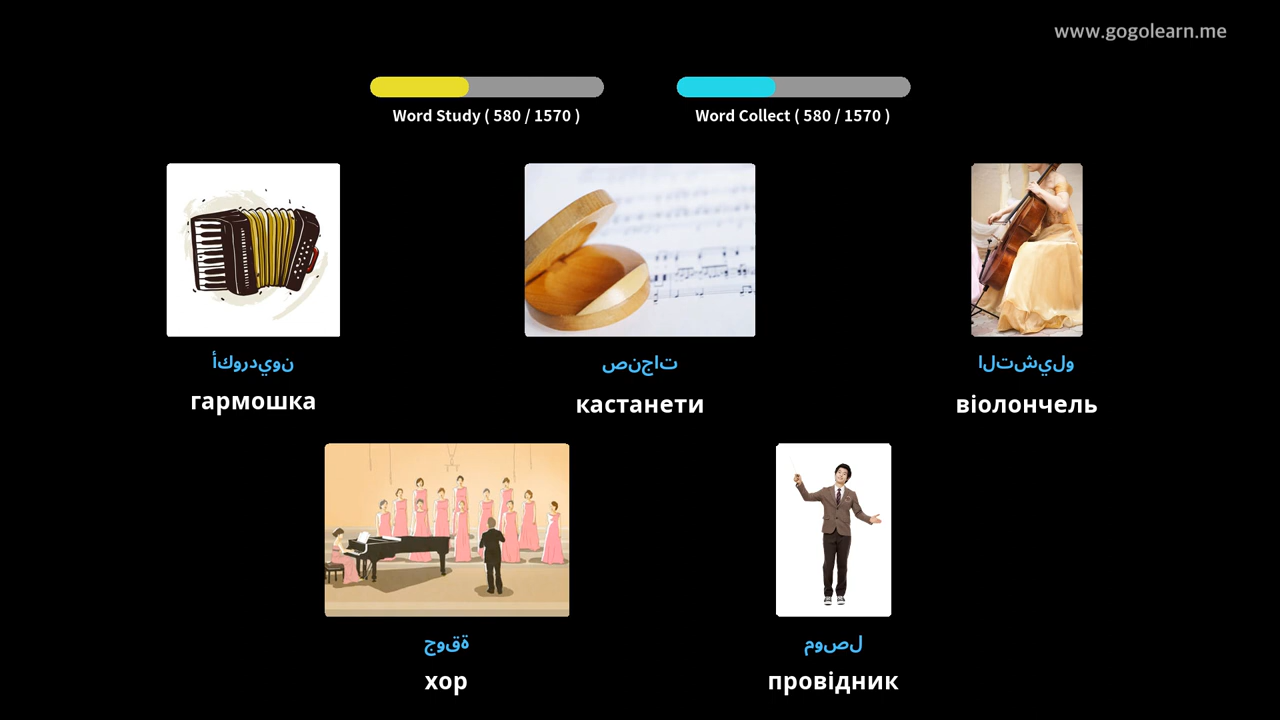 www.gogolearn.me
Word Study ( 580 / 1570 )
Word Collect ( 580 / 1570 )
أكورديون
гармошка
صنجات
кастанети
التشيلو
віолончель
جوقة
хор
موصل
провідник